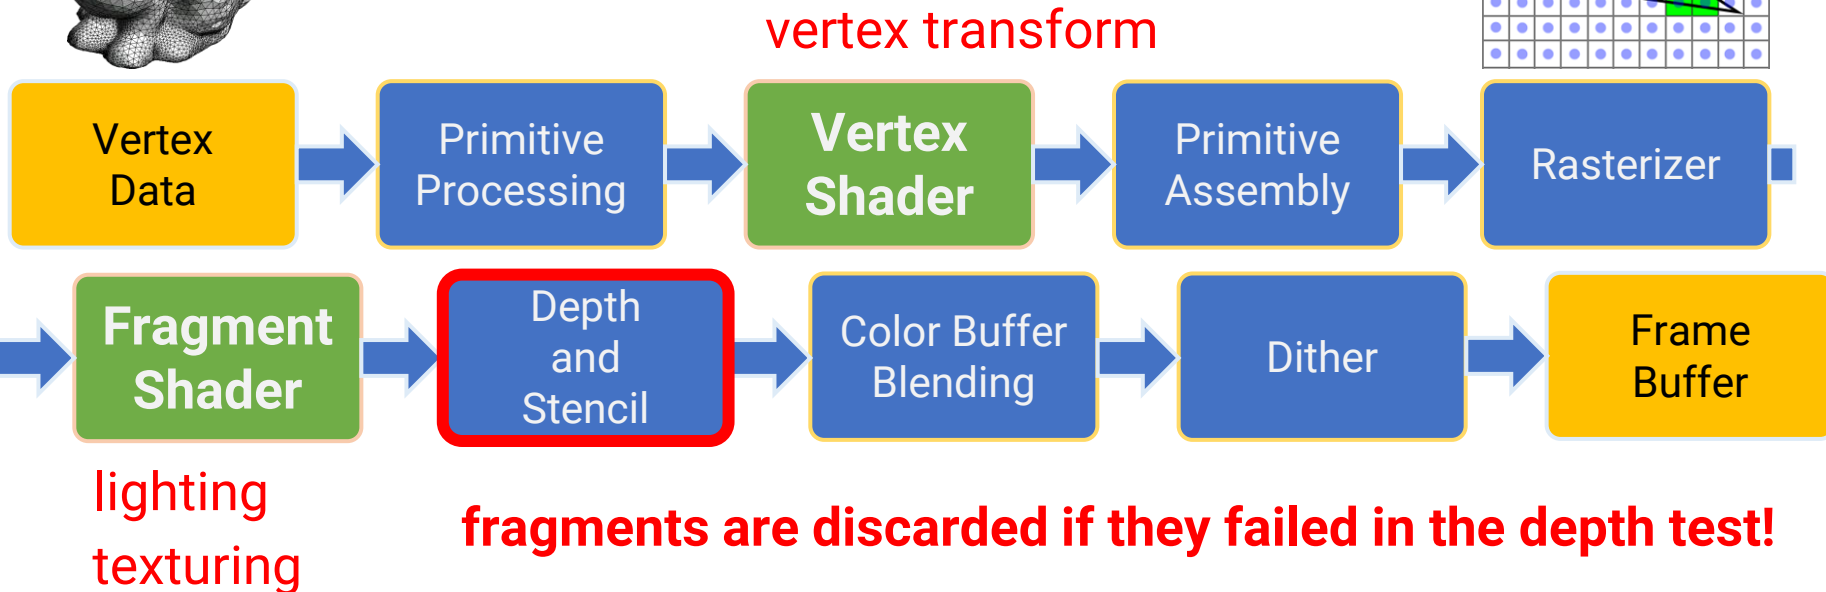 vertex transform
Vertex
Data
Primitive
Processing
Vertex
Shader
Primitive
Assembly
Rasterizer
Fragment
Shader
Depth
and
Stencil
Color Buffer
Blending
Dither
Frame
Buffer
lighting
texturing
fragments are discarded if they failed in the depth test!